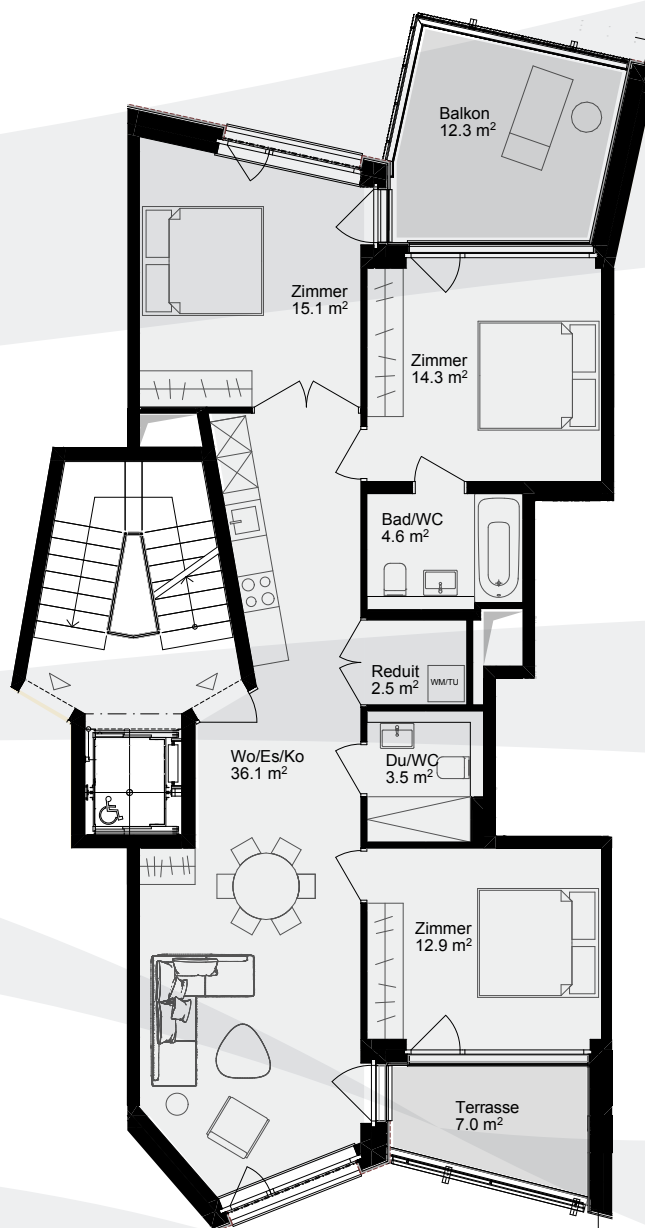 Balkon
12.3 m²
Zimmer
15.1 m²
Zimmer
14.3 m²
Bad/WC
4.6 m²
Reduit
2.5 m²
WM/TU
Wo/Es/Ko
36.1 m²
Du/WC
3.5 m²
Zimmer
12.9 m²
Terrasse
7.0 m²